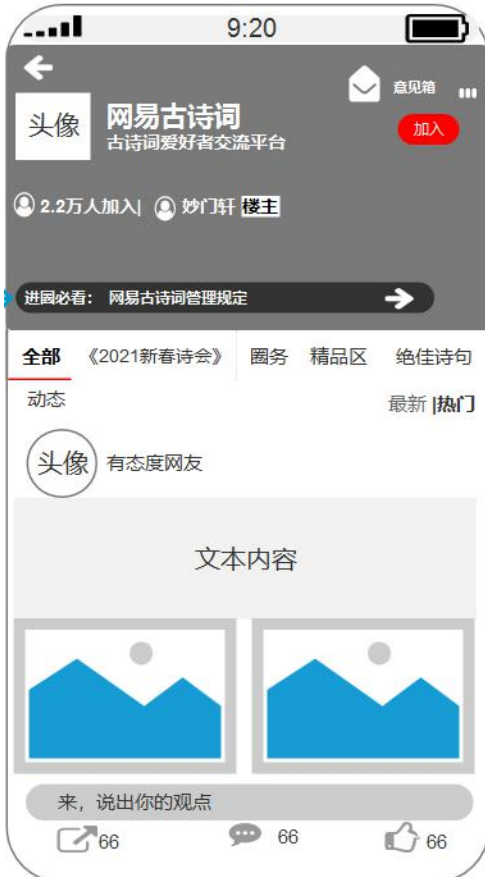 9:20
意见箱
头像
网易古诗词
古诗词爱好者交流平台
加入
2.2万人加入| 妙门轩 楼主
进园必看： 网易古诗词管理规定
全部 《2021新春诗会》 圈务 精品区 绝佳诗句
动态 最新 |热门
头像 有态度网友
文本内容
来，说出你的观点
66 66 66